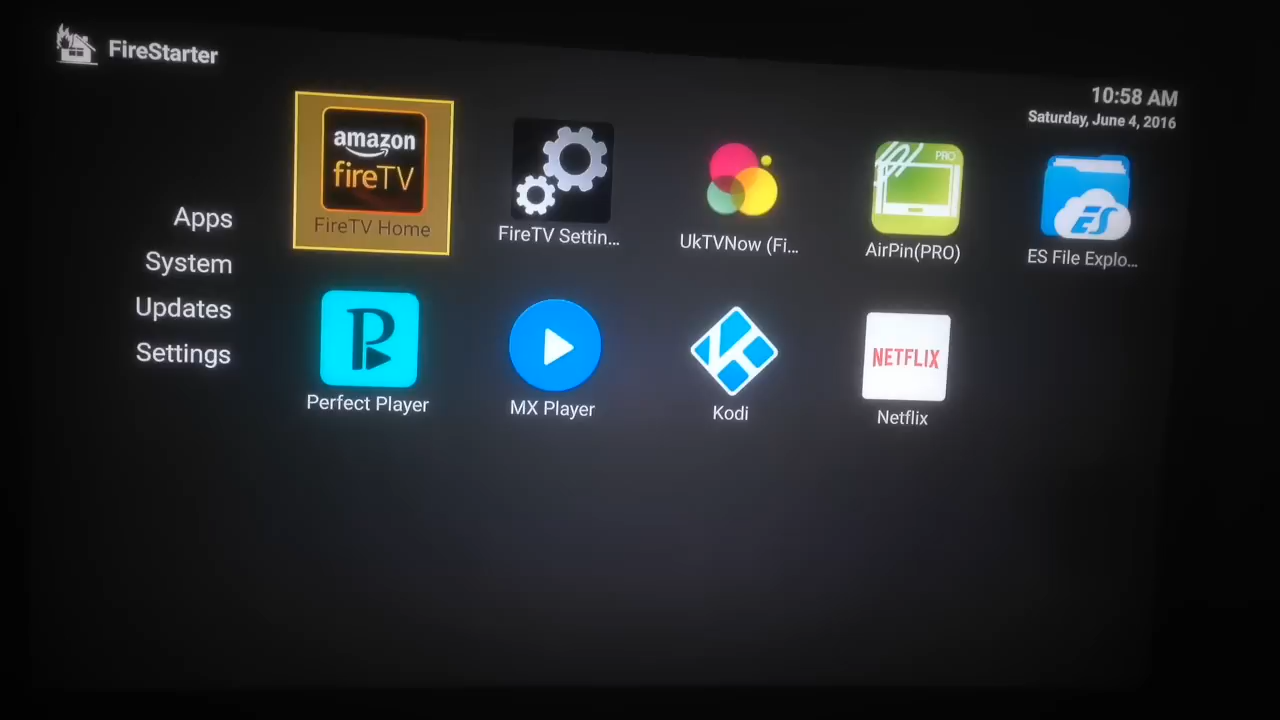 FireStarter
10:58 AM
Saturday, June 4, 2016
Apps
System
Updates
Settings
amazon
fireTV
FireTV Home
FireTV Settin...
UkTVNow (Fi...
PRO
AirPin(PRO)
ES
ES File Explo...
Perfect Player
MX Player
Kodi
NETFLIX
Netflix